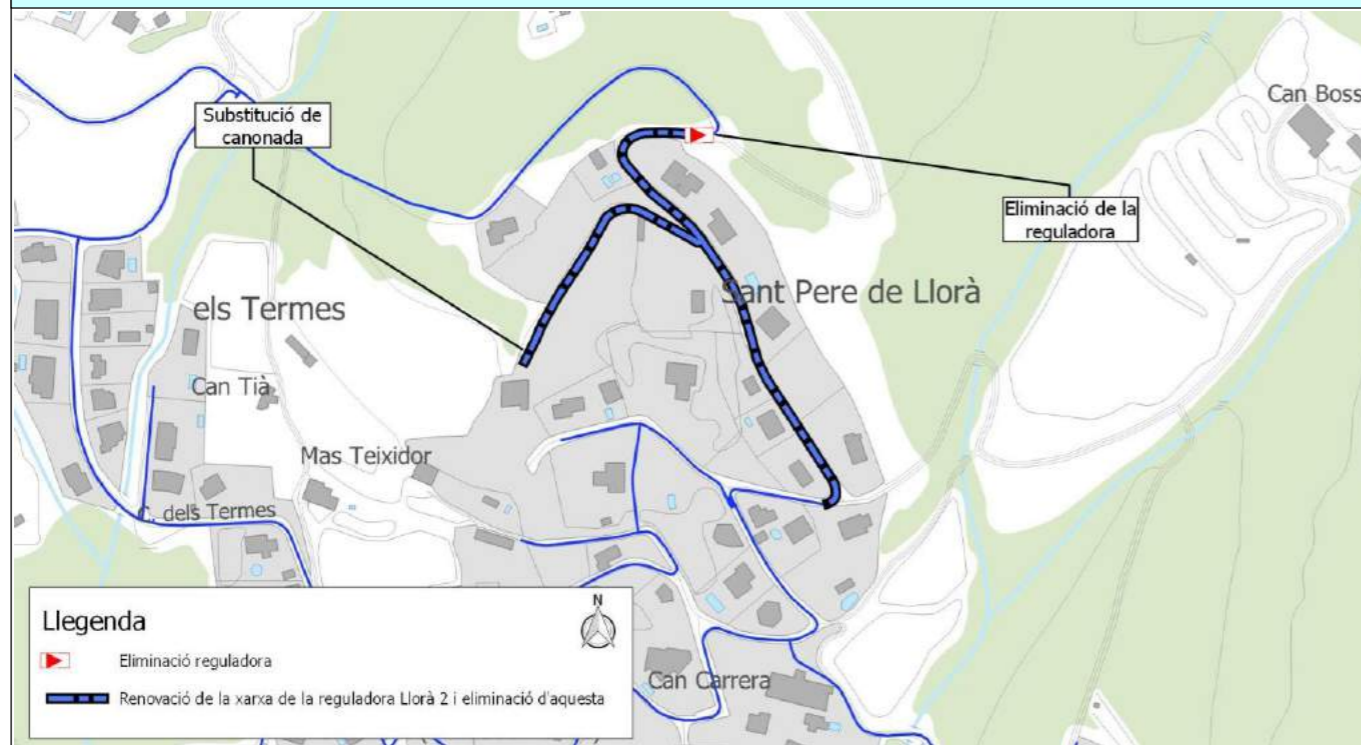 Can Boss
Substitució de
canonada
Eliminació de la
reguladora
Sant Pere de Llorà
els Termes
Can Tià
Mas Teixidor
C. dels Termes
Llegenda
N
Eliminació reguladora
Renovació de la xarxa de la reguladora Llorà 2 i eliminació d'aquesta
Can Carrera